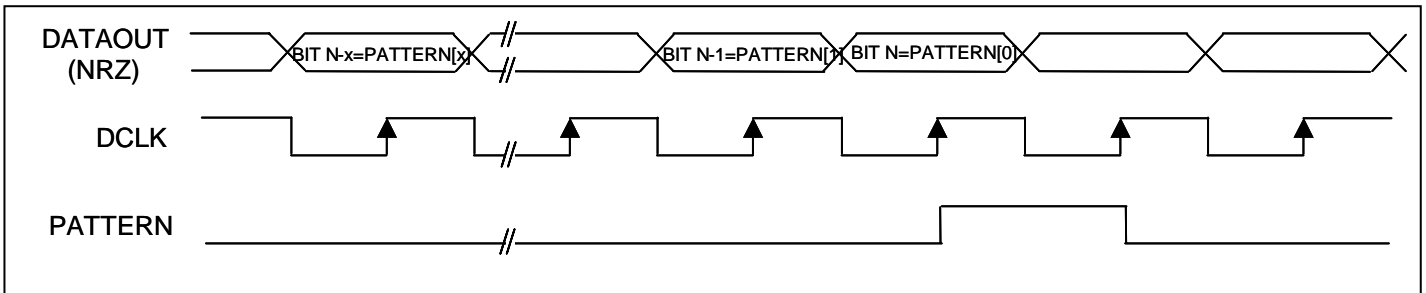 DATAOUT
(NRZ)
BIT N-x=PATTERN[x]
BIT N-1=PATTERN[1]
BIT N=PATTERN[0]
DCLK
PATTERN